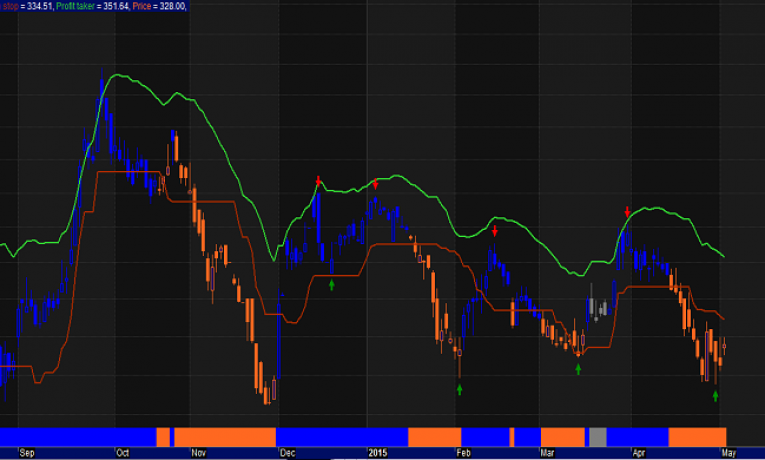 stop = 334.51, Profit taker = 351.64, Price = 328.00,
Sep Oct Nov Dec 2015 Feb Mar Apr May